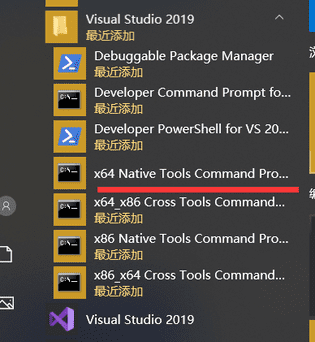 Visual Studio 2019
最近添加
Debuggable Package Manager
最近添加
Developer Command Prompt fo...
最近添加
Developer PowerShell for VS 20...
最近添加
x64 Native Tools Command Pro...
x64_x86 Cross Tools Command...
最近添加
x86 Native Tools Command Pro...
最近添加
x86_x64 Cross Tools Command...
最近添加
Visual Studio 2019